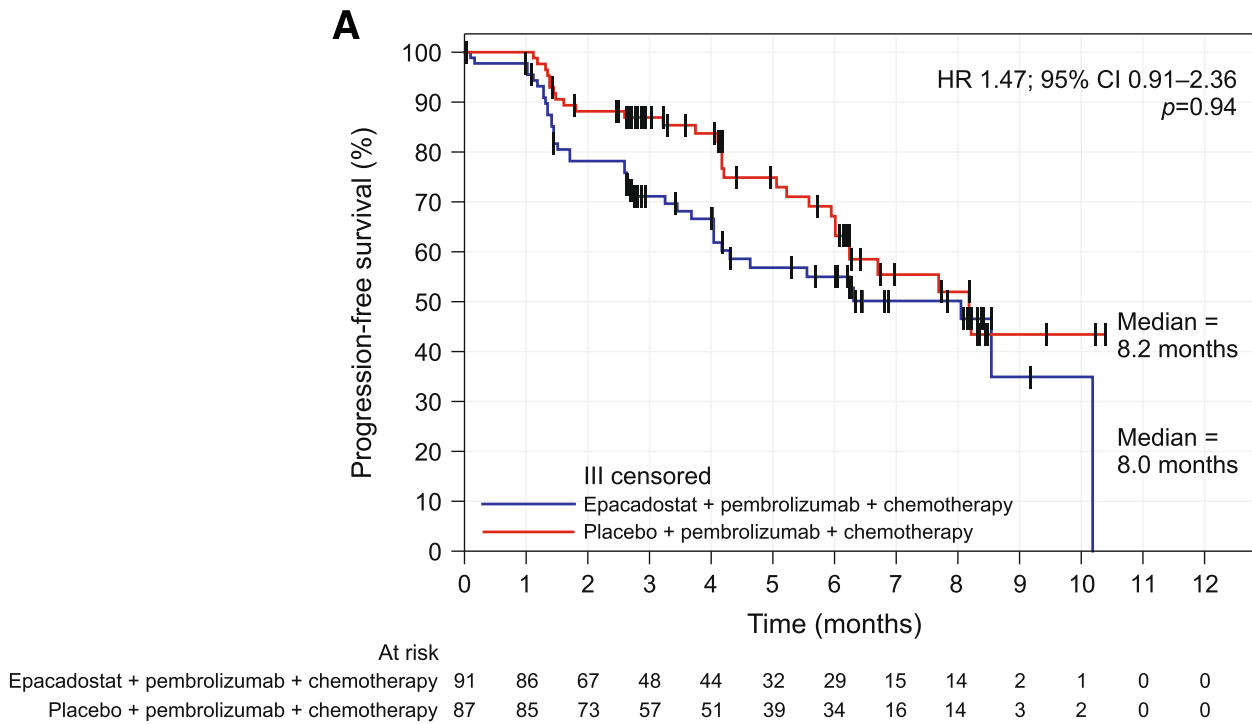 A
HR 1.47; 95% CI 0.91–2.36
p=0.94
Progression-free survival (%)
100
90
80
70
60
50
40
30
20
10
0
Median =
8.2 months
Median =
8.0 months
III censored
Epacadostat + pembrolizumab + chemotherapy
Placebo + pembrolizumab + chemotherapy
0 1 2 3 4 5 6 7 8 9 10 11 12
Time (months)
At risk
Epacadostat + pembrolizumab + chemotherapy 91 86 67 48 44 32 29 15 14 2 1 0 0
Placebo + pembrolizumab + chemotherapy 87 85 73 57 51 39 34 16 14 3 2 0 0